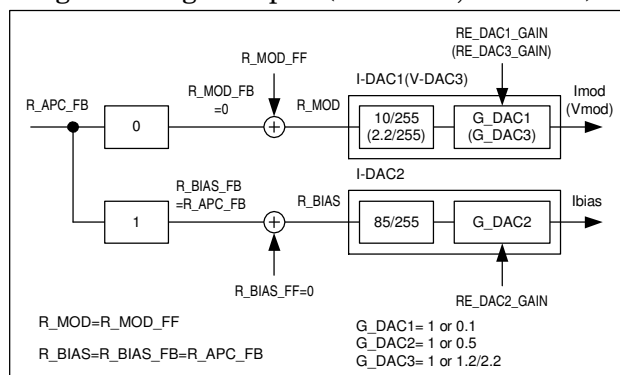 RE_DAC1_GAIN
(RE_DAC3_GAIN)
R_MOD_FF
R_APC_FB
R_MOD_FB
=0
R_MOD
I-DAC1(V-DAC3)
Imod
(Vmod)
0
10/255
(2.2/255)
G_DAC1
(G_DAC3)
I-DAC2
R_BIAS_FB
=R_APC_FB
R_BIAS
Ibias
1
85/255
G_DAC2
R_BIAS_FF=0
RE_DAC2_GAIN
R_MOD=R_MOD_FF
R_BIAS=R_BIAS_FB=R_APC_FB
G_DAC1= 1 or 0.1
G_DAC2= 1 or 0.5
G_DAC3= 1 or 1.2/2.2